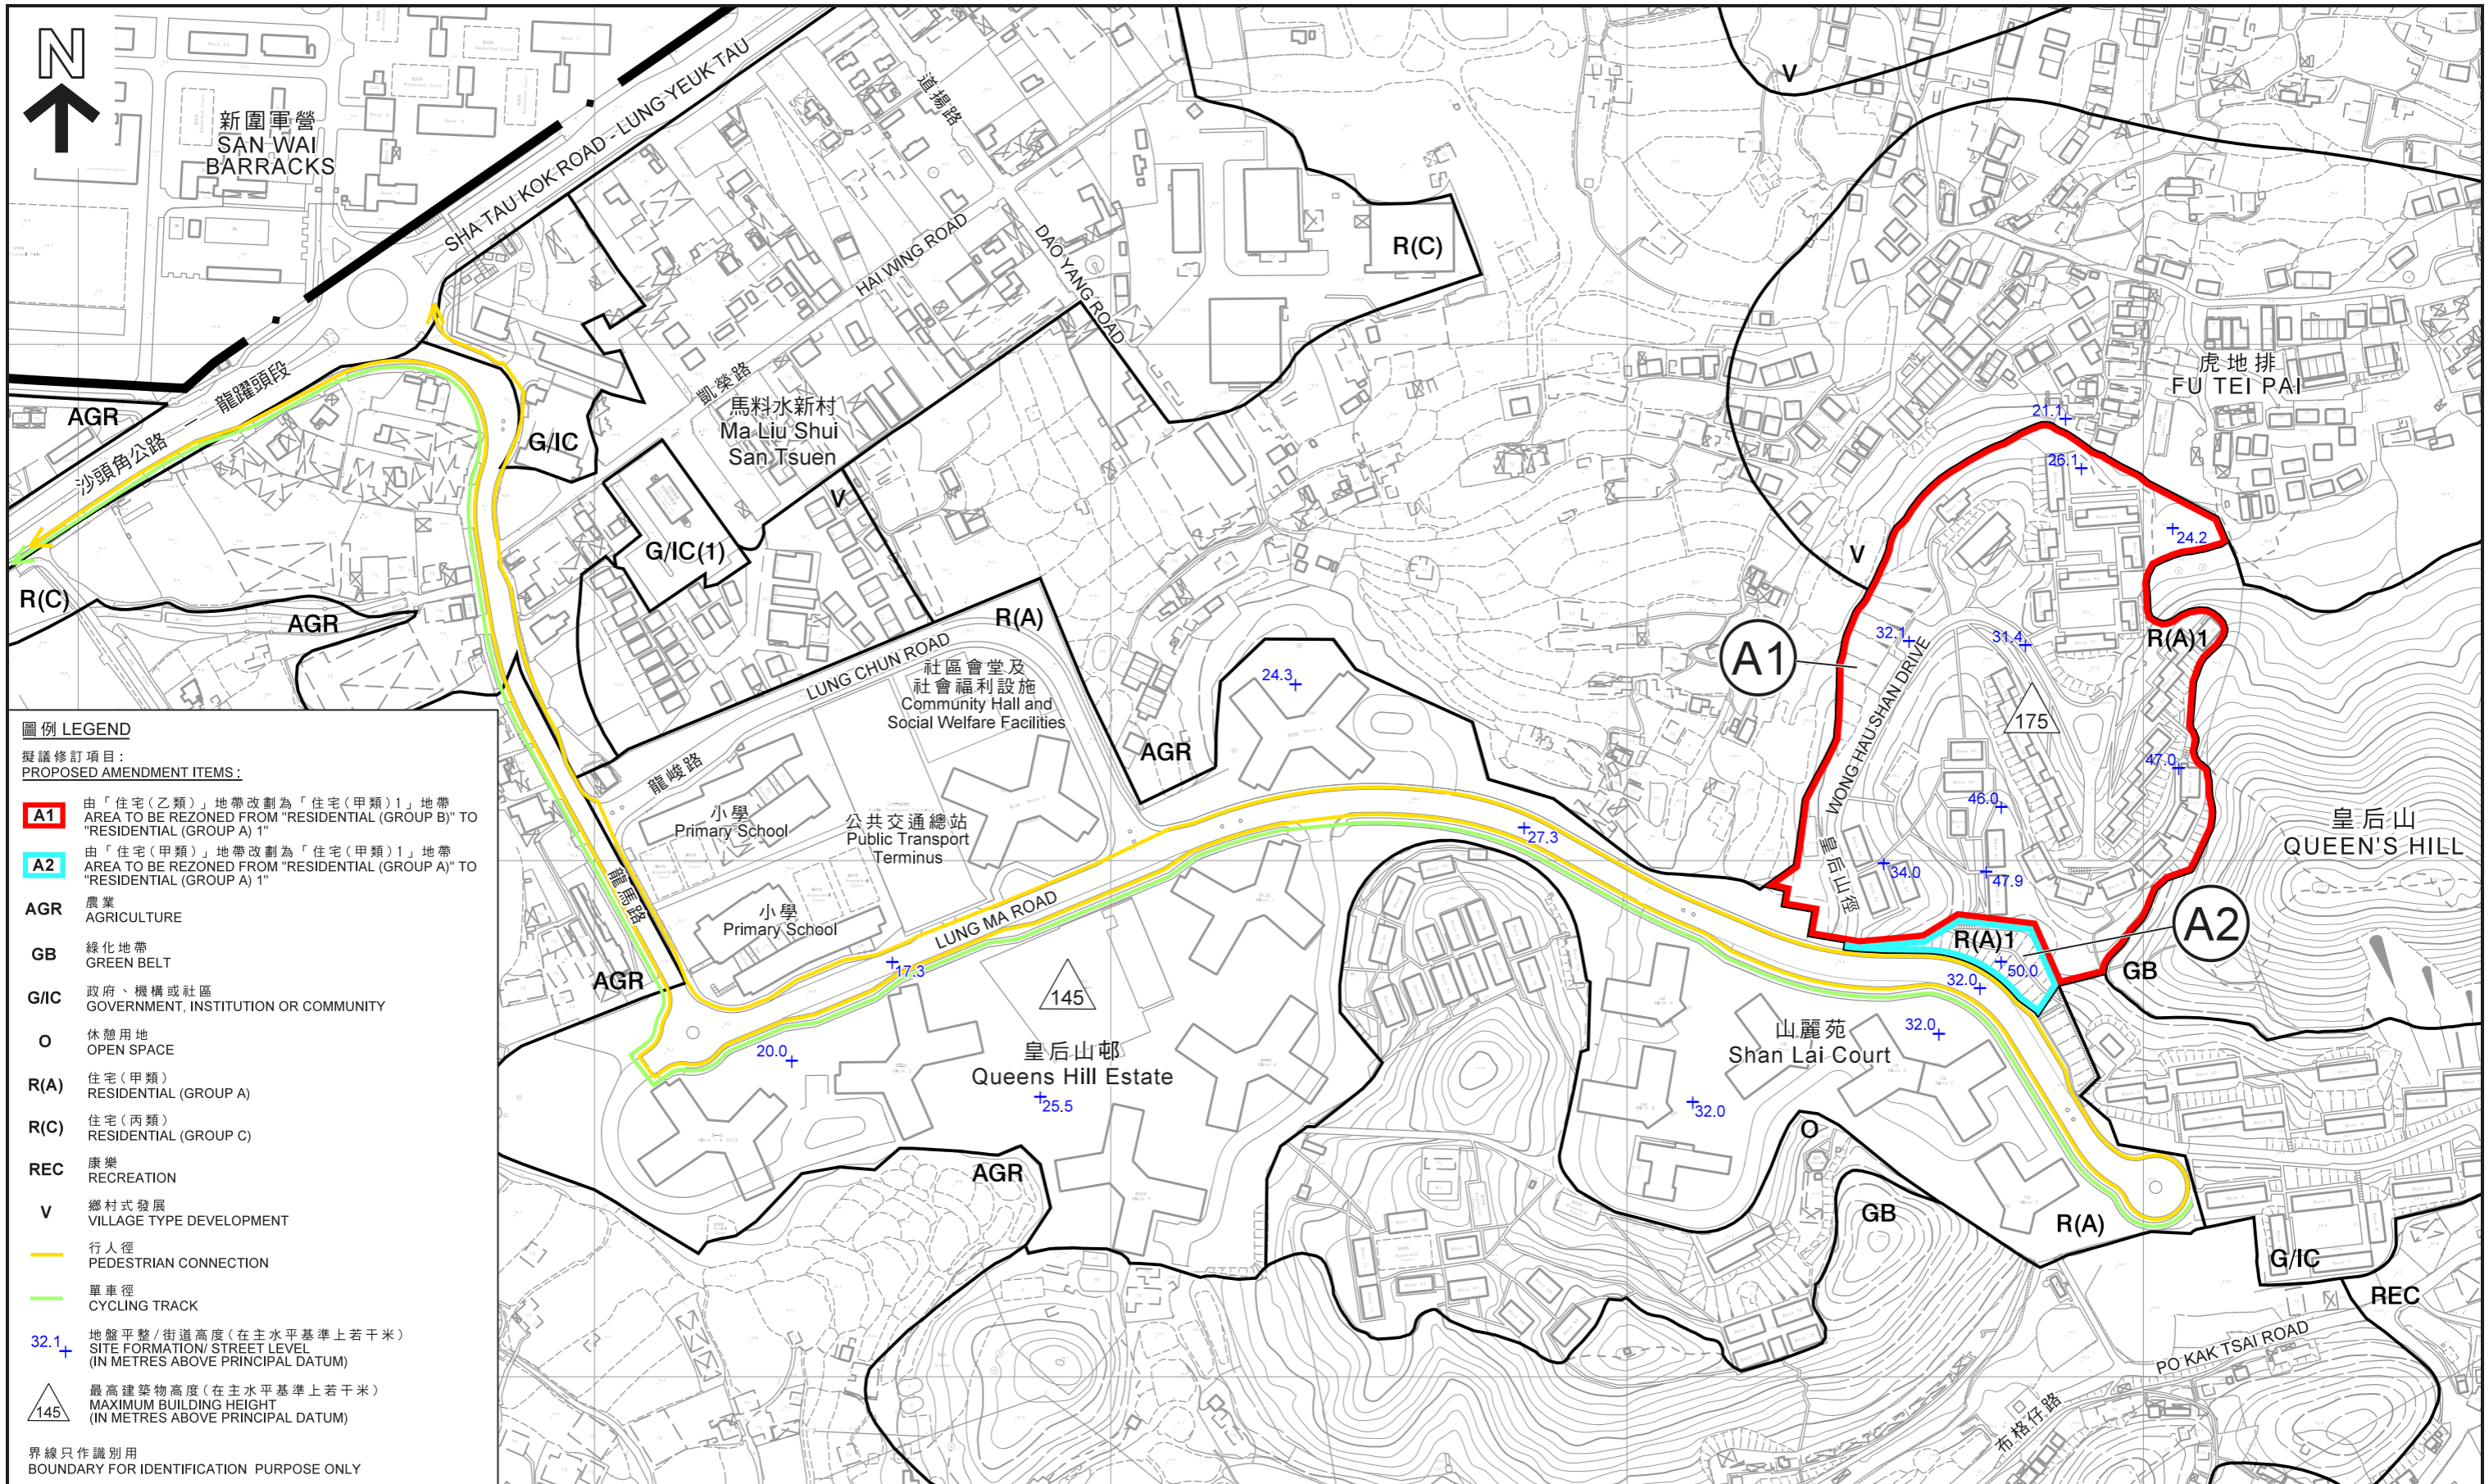 N
新圍軍營
SAN WAI
BARRACKS
SHA TAU KOK ROAD - LUNG YEUK TAU
道揚路
DAO YANG ROAD
HAI WING ROAD
凱榮路
R(C)
V
虎地排
FU TEI PAI
沙頭角公路 — 龍躍頭段
AGR
G/IC
馬料水新村
Ma Liu Shui
San Tsuen
V
G/IC(1)
R(C)
AGR
21.1
26.1
24.2
V
R(A)1
A1
32.1
31.4
WONG HAU SHAN DRIVE
皇后山徑
175
47.0
46.0
47.9
34.0
皇后山
QUEEN'S HILL
A2
R(A)1
50.0
GB
R(A)
LUNG CHUN ROAD
龍峻路
社區會堂及
社會福利設施
Community Hall and
Social Welfare Facilities
24.3
AGR
小學
Primary School
公共交通總站
Public Transport
Terminus
小學
Primary School
龍馬路
LUNG MA ROAD
27.3
17.3
AGR
145
20.0
皇后山邨
Queens Hill Estate
25.5
32.0
32.0
山麗苑
Shan Lai Court
32.0
O
AGR
GB
R(A)
G/IC
REC
PO KAK TSAI ROAD
布格仔路
圖例 LEGEND
擬議修訂項目：
PROPOSED AMENDMENT ITEMS :
A1
由「住宅(乙類)」地帶改劃為「住宅(甲類)1」地帶
AREA TO BE REZONED FROM "RESIDENTIAL (GROUP B)" TO
"RESIDENTIAL (GROUP A) 1"
A2
由「住宅(甲類)」地帶改劃為「住宅(甲類)1」地帶
AREA TO BE REZONED FROM "RESIDENTIAL (GROUP A)" TO
"RESIDENTIAL (GROUP A) 1"
AGR
農業
AGRICULTURE
GB
綠化地帶
GREEN BELT
G/IC
政府、機構或社區
GOVERNMENT, INSTITUTION OR COMMUNITY
O
休憩用地
OPEN SPACE
R(A)
住宅(甲類)
RESIDENTIAL (GROUP A)
R(C)
住宅(丙類)
RESIDENTIAL (GROUP C)
REC
康樂
RECREATION
V
鄉村式發展
VILLAGE TYPE DEVELOPMENT
行人徑
PEDESTRIAN CONNECTION
單車徑
CYCLING TRACK
32.1
地盤平整/街道高度(在主水平基準上若干米)
SITE FORMATION/ STREET LEVEL
(IN METRES ABOVE PRINCIPAL DATUM)
145
最高建築物高度(在主水平基準上若干米)
MAXIMUM BUILDING HEIGHT
(IN METRES ABOVE PRINCIPAL DATUM)
界線只作識別用
BOUNDARY FOR IDENTIFICATION PURPOSE ONLY